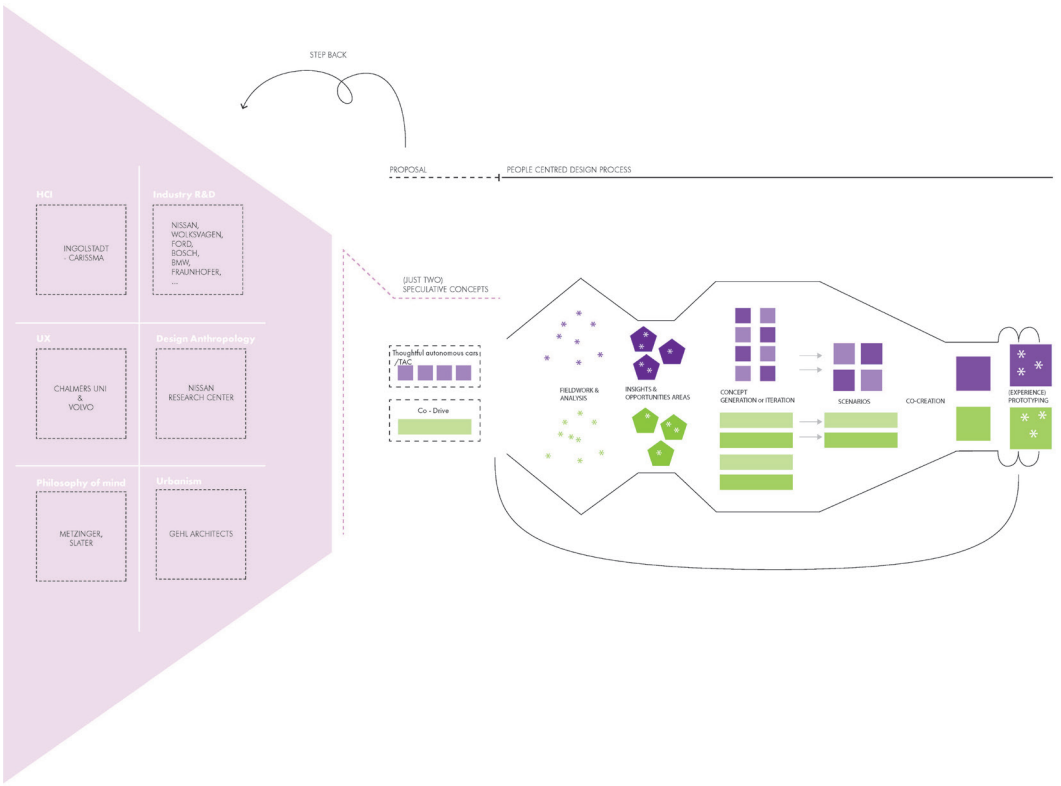 STEP BACK
PROPOSAL
PEOPLE CENTRED DESIGN PROCESS
HCI
INGOLSTADT
- CARISSMA
Industry R&D
NISSAN,
WOLKSVAGEN,
FORD,
BOSCH,
BMW,
FRAUNHOFER,
...
UX
CHALMERS UNI
&
VOLVO
Design Anthropology
NISSAN
RESEARCH CENTER
Philosophy of mind
METZINGER,
SLATER
Urbanism
GEHL ARCHITECTS
(JUST TWO)
SPECULATIVE CONCEPTS
Thoughtful autonomous cars
/TAC
Co - Drive
FIELDWORK &
ANALYSIS
INSIGHTS &
OPPORTUNITIES AREAS
CONCEPT
GENERATION or ITERATION
SCENARIOS
CO-CREATION
(EXPERIENCE)
PROTOTYPING